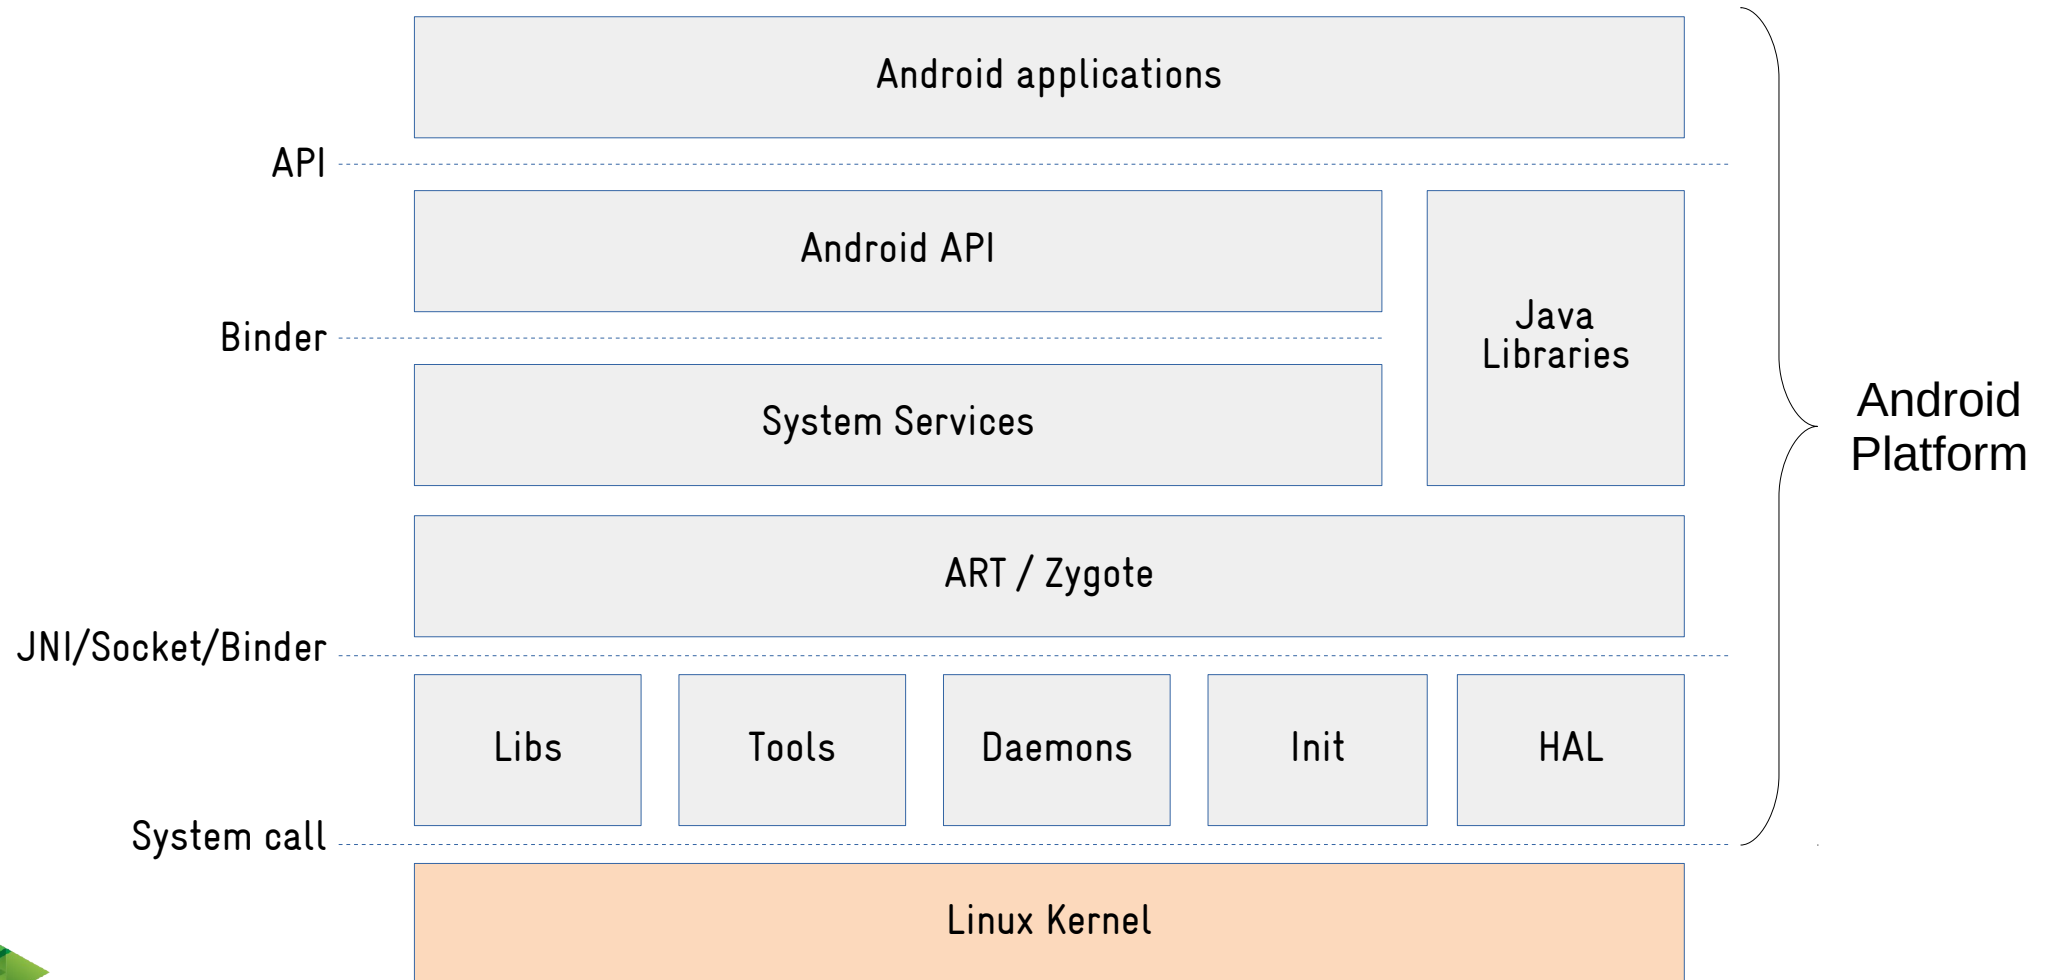 Android applications
API
Android API
Java
Libraries
Binder
System Services
Android
Platform
ART / Zygote
JNI/Socket/Binder
Libs
Tools
Daemons
Init
HAL
System call
Linux Kernel